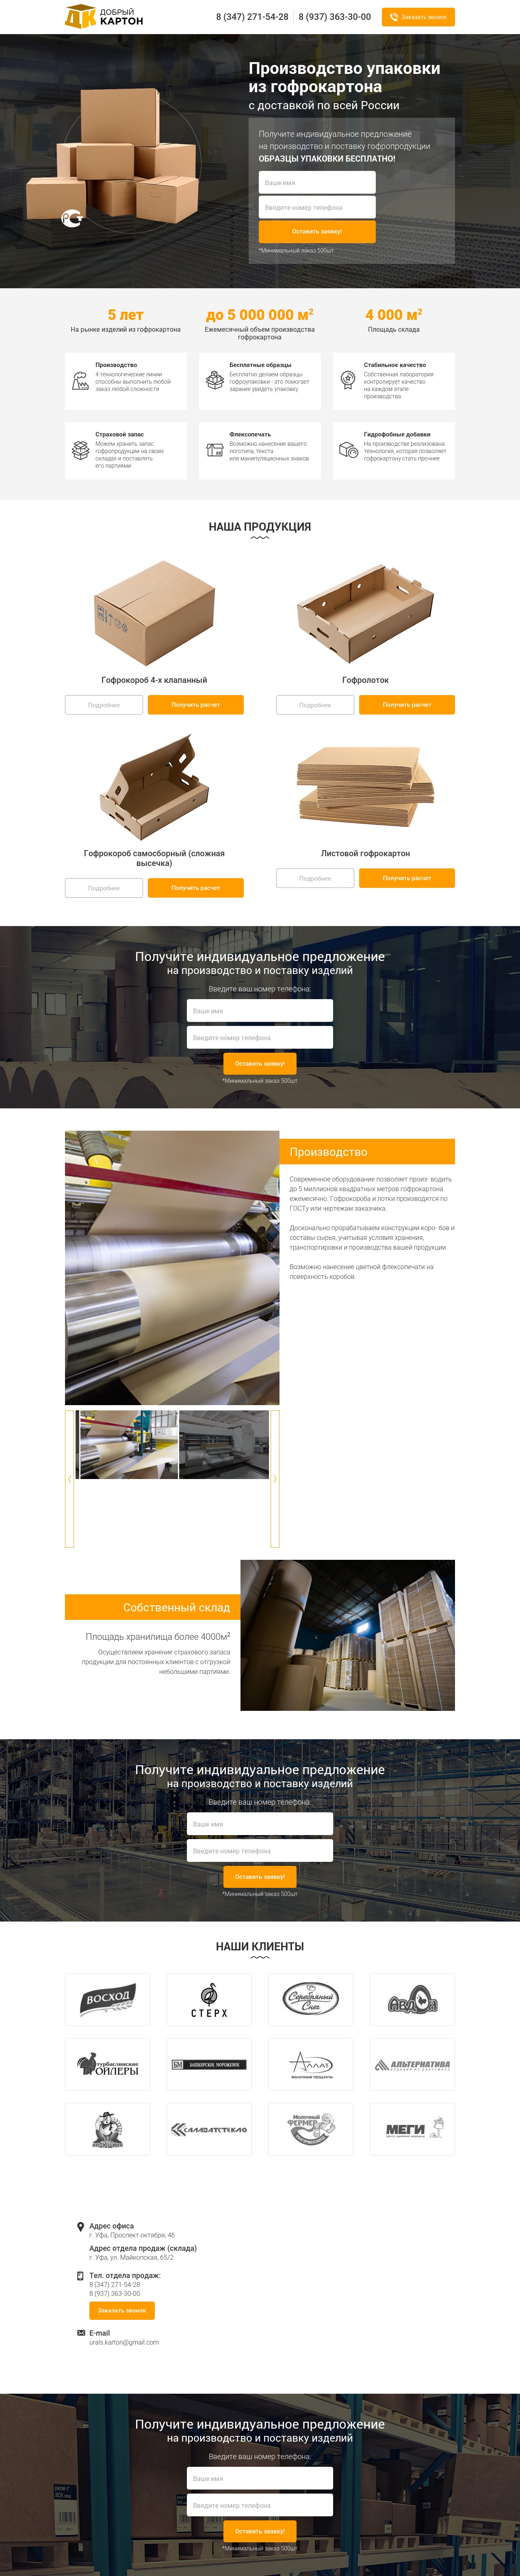 ДК ДОБРЫЙ
КАРТОН
8 (347) 271-54-28
8 (937) 363-30-00
Заказать звонок
Производство упаковки
из гофрокартона
с доставкой по всей России
Получите индивидуальное предложение
на производство и поставку гофропродукции
ОБРАЗЦЫ УПАКОВКИ БЕСПЛАТНО!
Ваше имя
Введите номер телефона
Оставить заявку!
*Минимальный заказ 500шт
5 лет
На рынке изделий из гофрокартона
до 5 000 000 м²
Ежемесячный объем производства
гофрокартона
4 000 м²
Площадь склада
Производство
4 технологические линии
способны выполнить любой
заказ любой сложности
Бесплатные образцы
Бесплатно делаем образцы
гофроупаковки - это помогает
заранее увидеть упаковку
Стабильное качество
Собственная лаборатория
контролирует качество
на каждом этапе
производства
Страховой запас
Можем хранить запас
гофропродукции на своих
складах и поставлять
его партиями
Флексопечать
Возможно нанесение вашего
логотипа, текста
или манипуляционных знаков
Гидрофобные добавки
На производстве реализована
технология, которая позволяет
гофрокартону стать прочнее
НАША ПРОДУКЦИЯ
Гофрокороб 4-х клапанный
Подробнее
Получить расчет
Гофролоток
Подробнее
Получить расчет
Гофрокороб самосборный (сложная
высечка)
Подробнее
Получить расчет
Листовой гофрокартон
Подробнее
Получить расчет
Получите индивидуальное предложение
на производство и поставку изделий
Введите ваш номер телефона:
Ваше имя
Введите номер телефона
Оставить заявку!
*Минимальный заказ 500шт
Производство
Современное оборудование позволяет произ- водить
до 5 миллионов квадратных метров гофрокартона
ежемесячно. Гофрокороба и лотки производятся по
ГОСТу или чертежам заказчика.
Досконально прорабатываем конструкции коро- бов и
составы сырья, учитывая условия хранения,
транспортировки и производства вашей продукции.
Возможно нанесение цветной флексопечати на
поверхность коробов.
Собственный склад
Площадь хранилища более 4000м²
Осуществляем хранение страхового запаса
продукции для постоянных клиентов с отгрузкой
небольшими партиями.
Получите индивидуальное предложение
на производство и поставку изделий
Введите ваш номер телефона:
Ваше имя
Введите номер телефона
Оставить заявку!
*Минимальный заказ 500шт
НАШИ КЛИЕНТЫ
ВОСХОД
СТЕРХ
Серебряный Снег
Авдон
Турбаслинские
БРОЙЛЕРЫ
БМ БАШКИРСКОЕ МОРОЖЕНОЕ
АЛЛАТ
МОЛОЧНЫЕ ПРОДУКТЫ
АЛЬТЕРНАТИВА
ИНДЮШКИН
САЛАВАТСТЕКЛО
МОЛОЧНЫЙ
ФЕРМЕР
МЕГИ
Адрес офиса
г. Уфа, Проспект октября, 46
Адрес отдела продаж (склада)
г. Уфа, ул. Майкопская, 65/2
Тел. отдела продаж:
8 (347) 271-54-28
8 (937) 363-30-00
Заказать звонок
E-mail
urals.karton@gmail.com
Получите индивидуальное предложение
на производство и поставку изделий
Введите ваш номер телефона:
Ваше имя
Введите номер телефона
Оставить заявку!
*Минимальный заказ 500шт